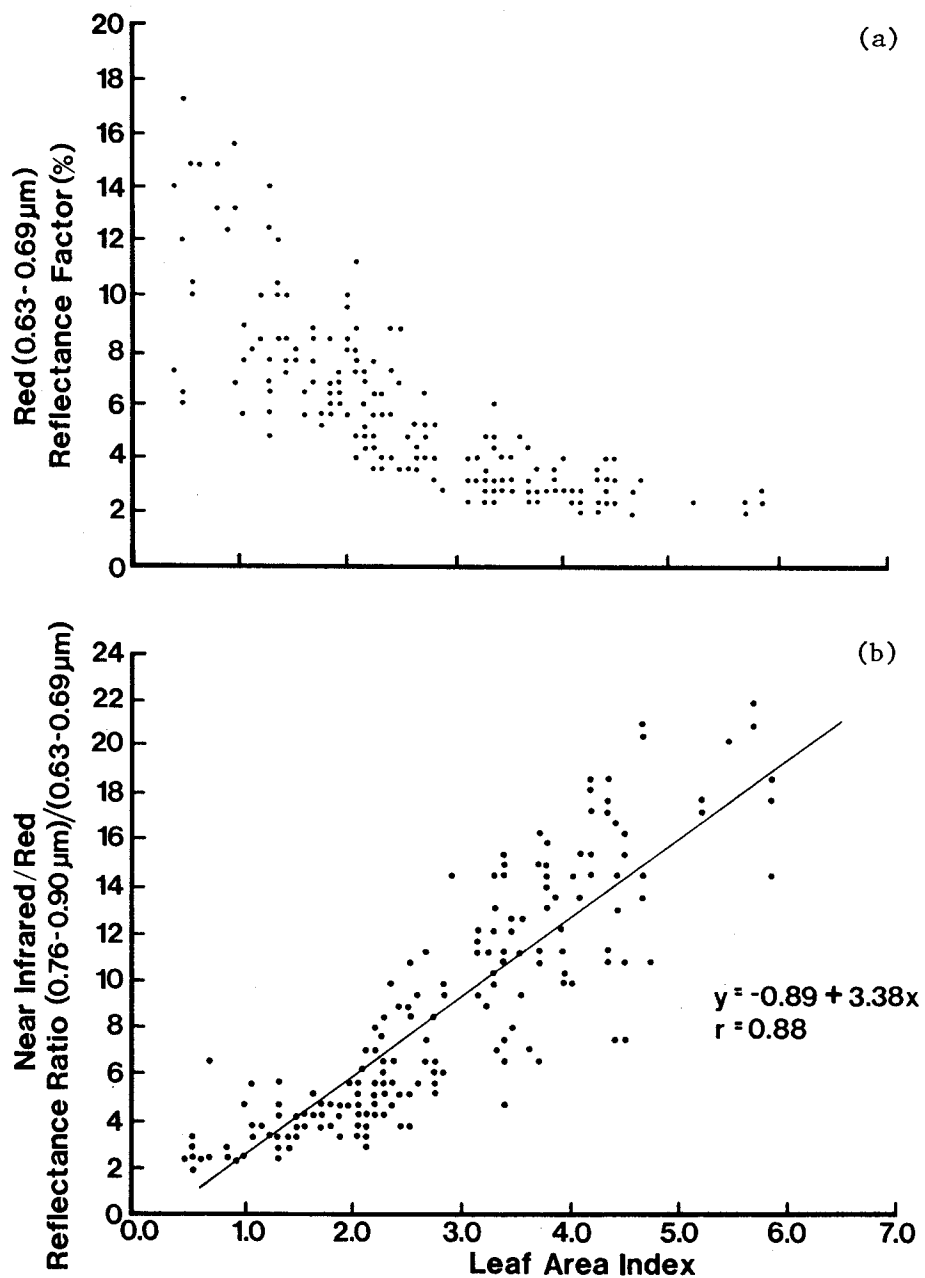 (a)
Red (0.63-0.69μm)
Reflectance Factor (%)
20
18
16
14
12
10
8
6
4
2
0
(b)
Near Infrared/Red
Reflectance Ratio (0.76-0.90μm)/(0.63-0.69μm)
24
22
20
18
16
14
12
10
8
6
4
2
0
y = -0.89 + 3.38x
r = 0.88
0.0 1.0 2.0 3.0 4.0 5.0 6.0 7.0
Leaf Area Index